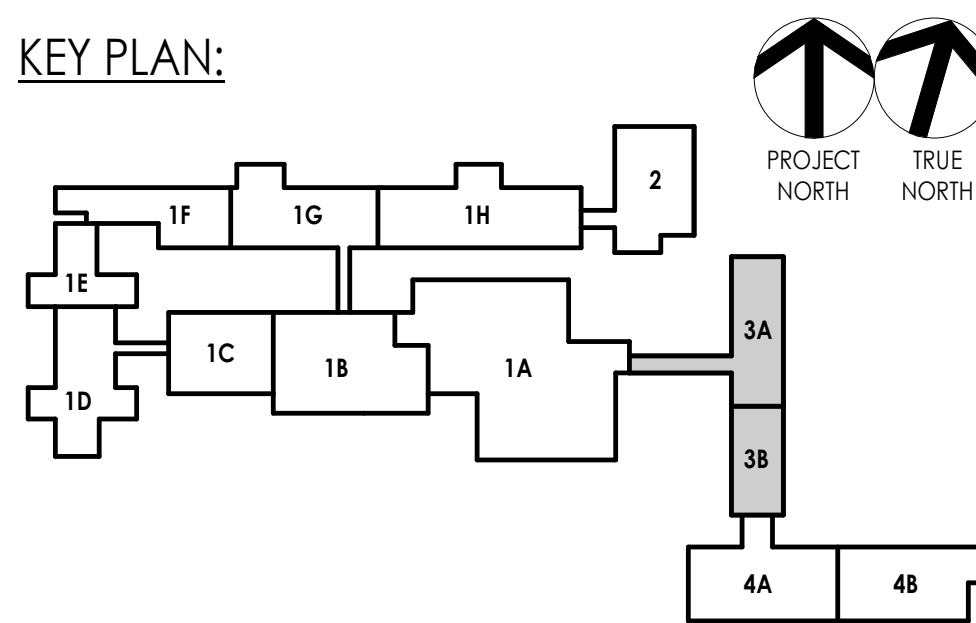 KEY PLAN:
PROJECT
NORTH
TRUE
NORTH
2
1F
1G
1H
1E
3A
1C
1B
1A
1D
3B
4A
4B